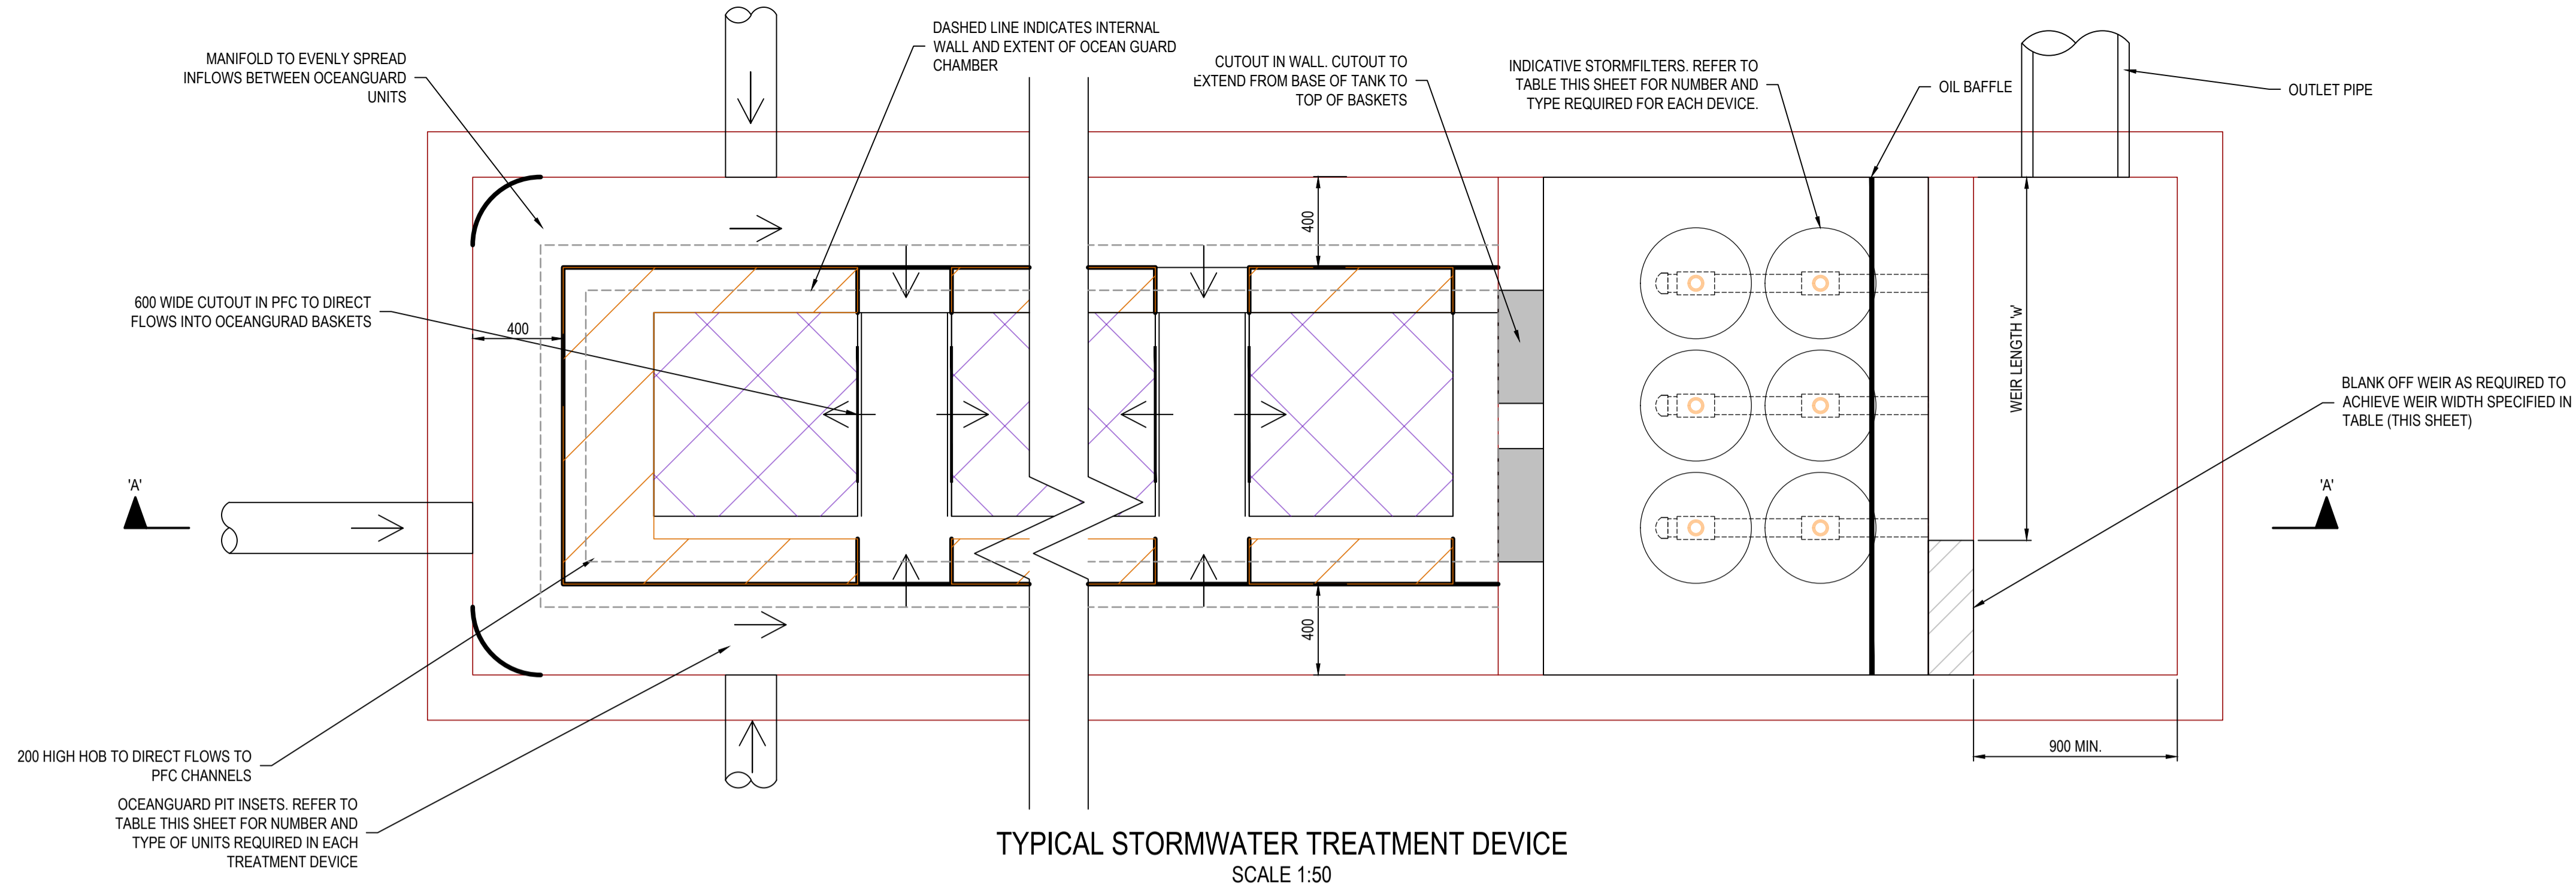 MANIFOLD TO EVENLY SPREAD
INFLOWS BETWEEN OCEANGUARD
UNITS
DASHED LINE INDICATES INTERNAL
WALL AND EXTENT OF OCEAN GUARD
CHAMBER
CUTOUT IN WALL. CUTOUT TO
EXTEND FROM BASE OF TANK TO
TOP OF BASKETS
INDICATIVE STORMFILTERS. REFER TO
TABLE THIS SHEET FOR NUMBER AND
TYPE REQUIRED FOR EACH DEVICE.
OIL BAFFLE
OUTLET PIPE
400
600 WIDE CUTOUT IN PFC TO DIRECT
FLOWS INTO OCEANGURAD BASKETS
400
WEIR LENGTH 'w'
BLANK OFF WEIR AS REQUIRED TO
ACHIEVE WEIR WIDTH SPECIFIED IN
TABLE (THIS SHEET)
'A'
'A'
400
200 HIGH HOB TO DIRECT FLOWS TO
PFC CHANNELS
900 MIN.
OCEANGUARD PIT INSETS. REFER TO
TABLE THIS SHEET FOR NUMBER AND
TYPE OF UNITS REQUIRED IN EACH
TREATMENT DEVICE
TYPICAL STORMWATER TREATMENT DEVICE
SCALE 1:50